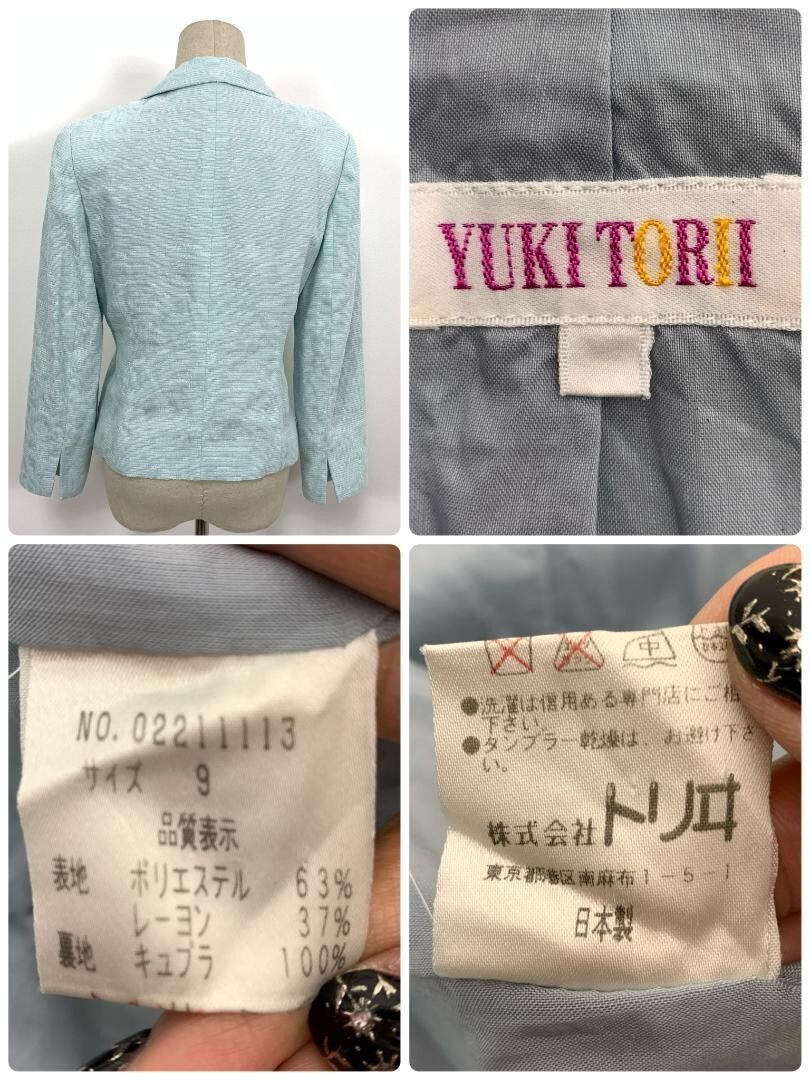 YUKI TORII
NO. 02211113
サイズ 9
品質表示
表地 ポリエステル 63%
レーヨン 37%
裏地 キュプラ 100%
中
●洗濯は信用ある専門店にご相
下さい。
●タンブラー乾燥は、お避け下さ
い。
株式会社トリヰ
東京都港区南麻布1-5-1
日本製